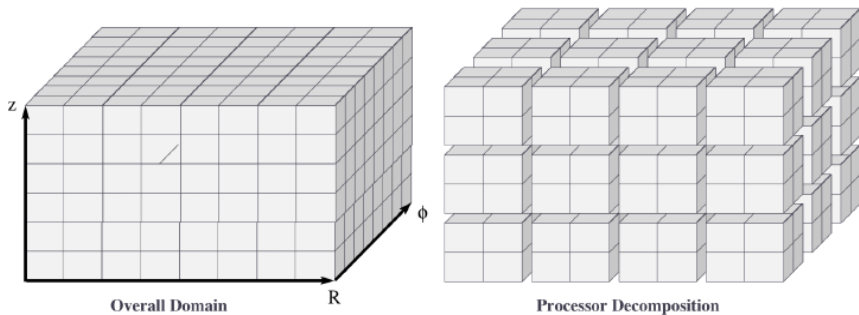 z
ϕ
R
Overall Domain
Processor Decomposition